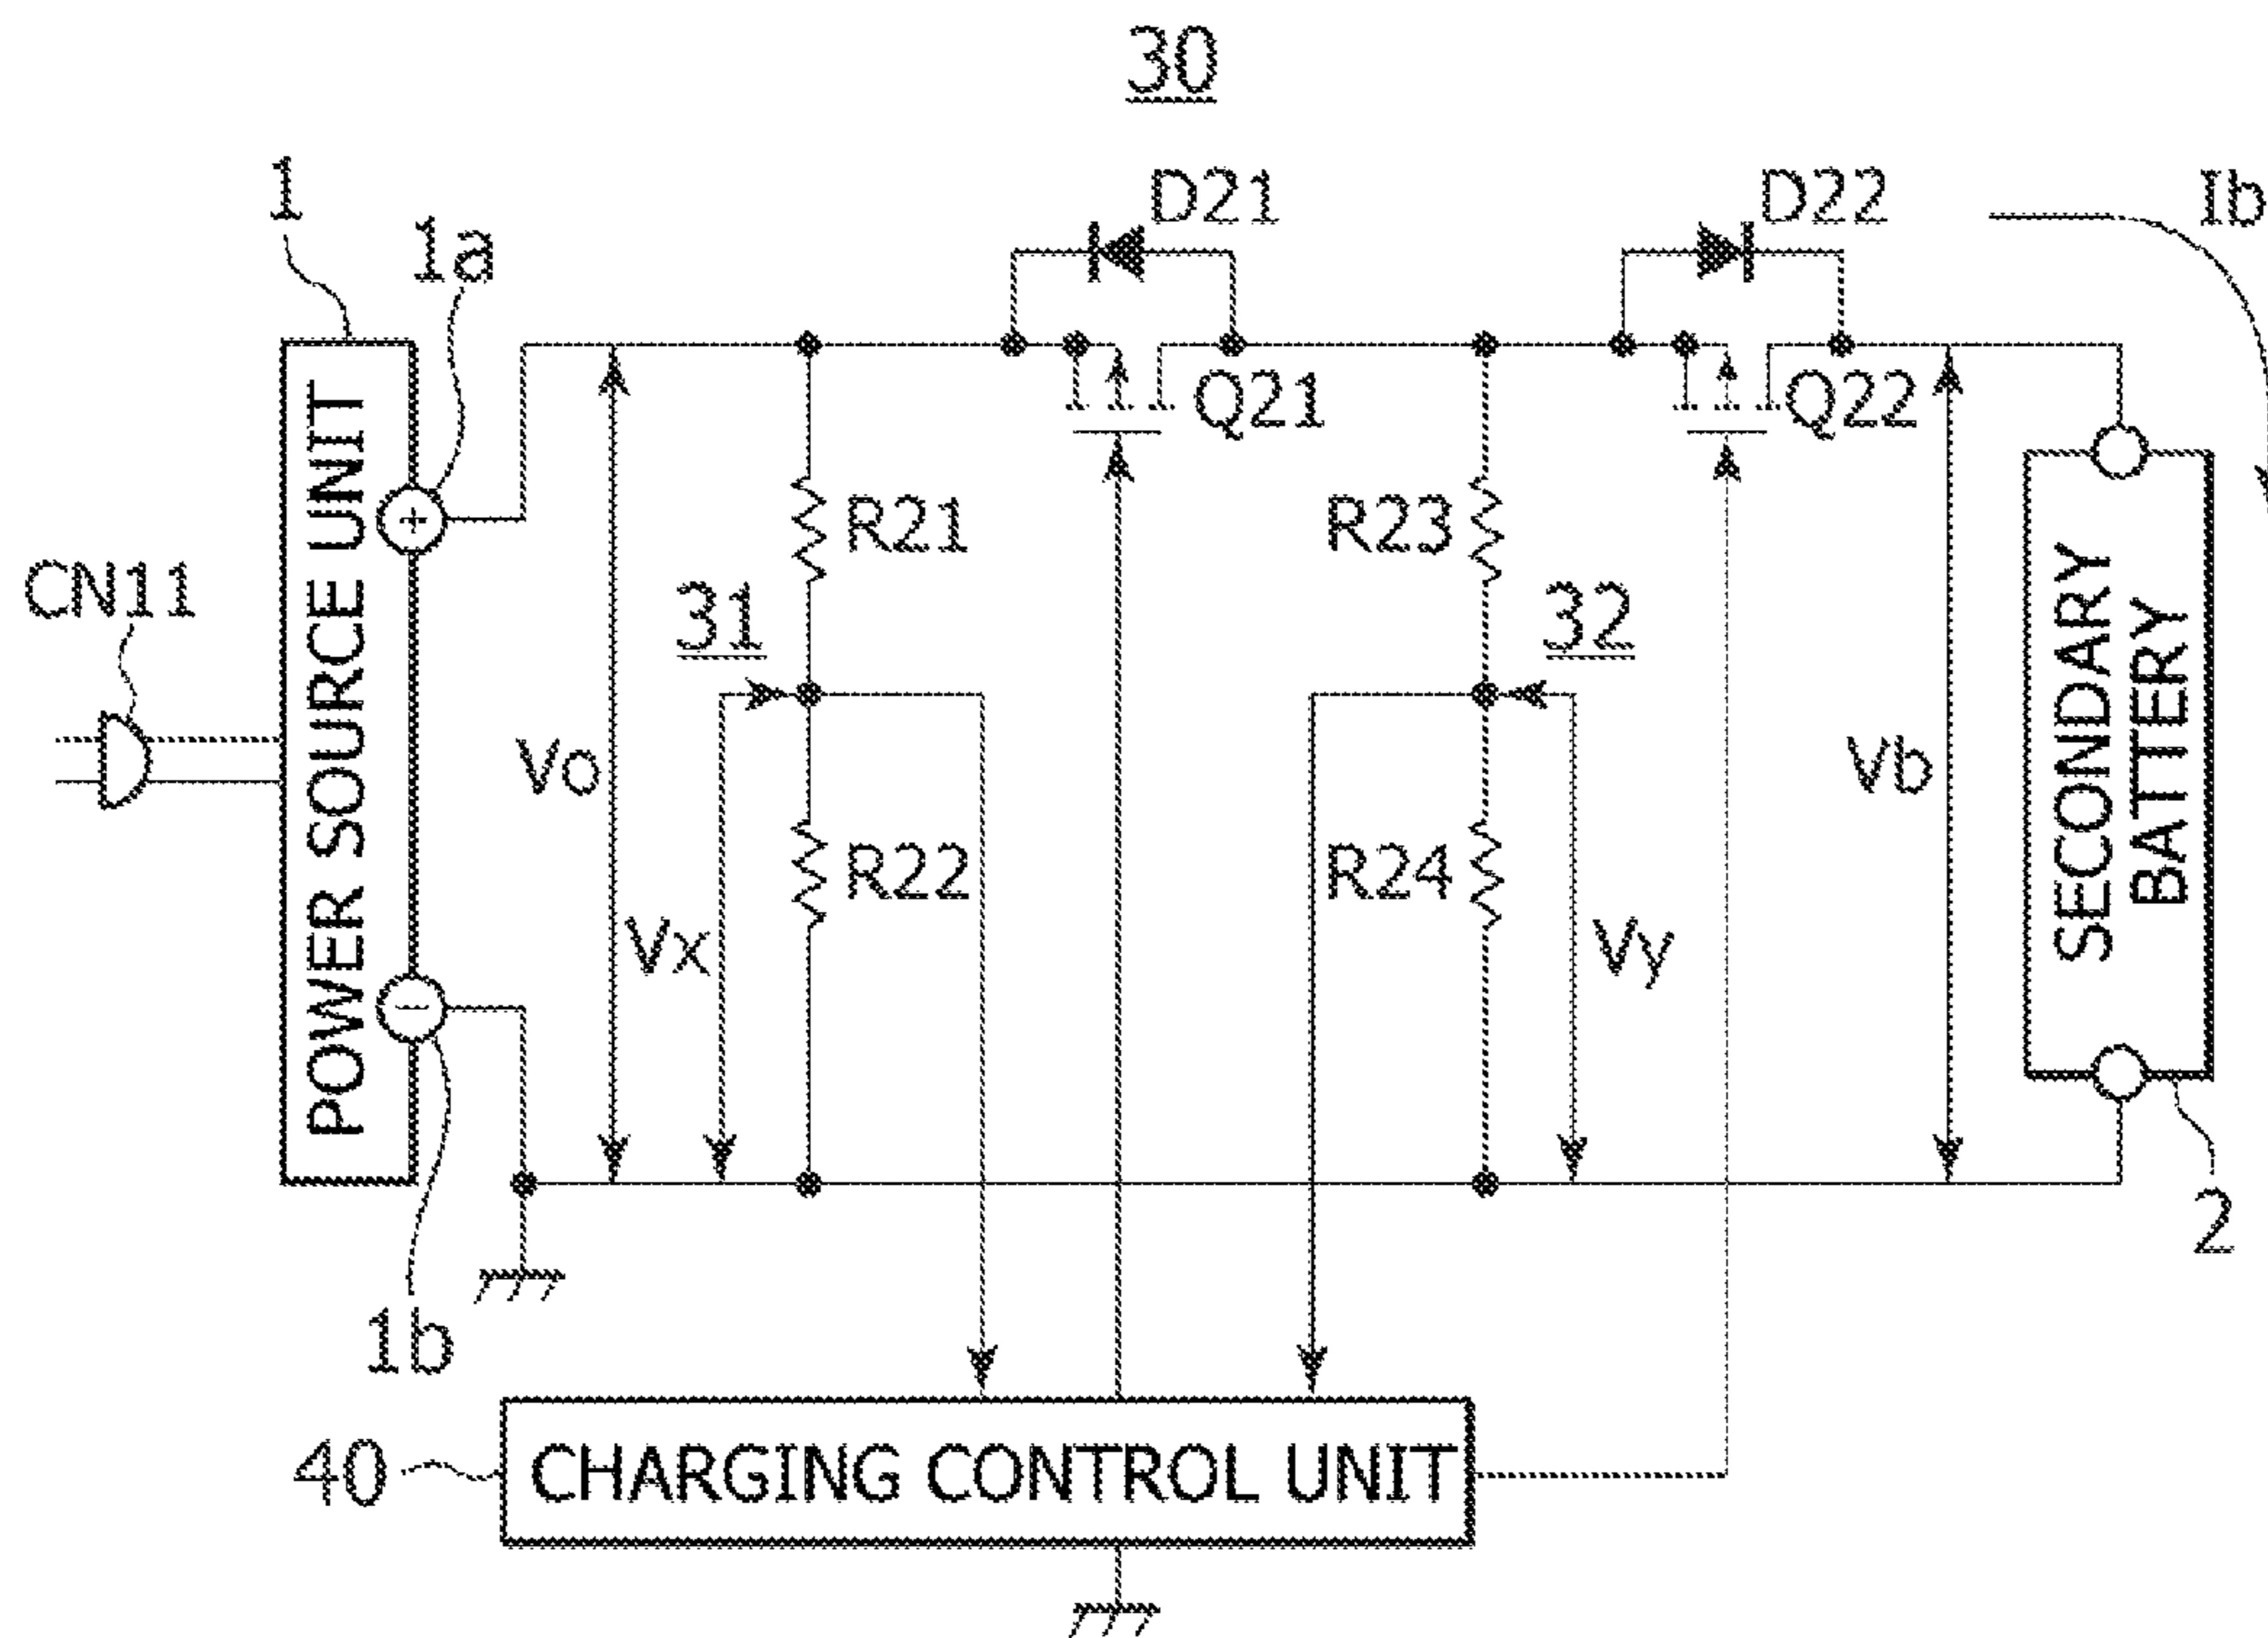 30
1
1a
D21
D22
Ib
Q21
Q22
POWER SOURCE UNIT
+
R21
R23
CN11
31
32
SECONDARY
BATTERY
Vo
Vb
R22
R24
Vx
Vy
−
2
1b
40
CHARGING CONTROL UNIT